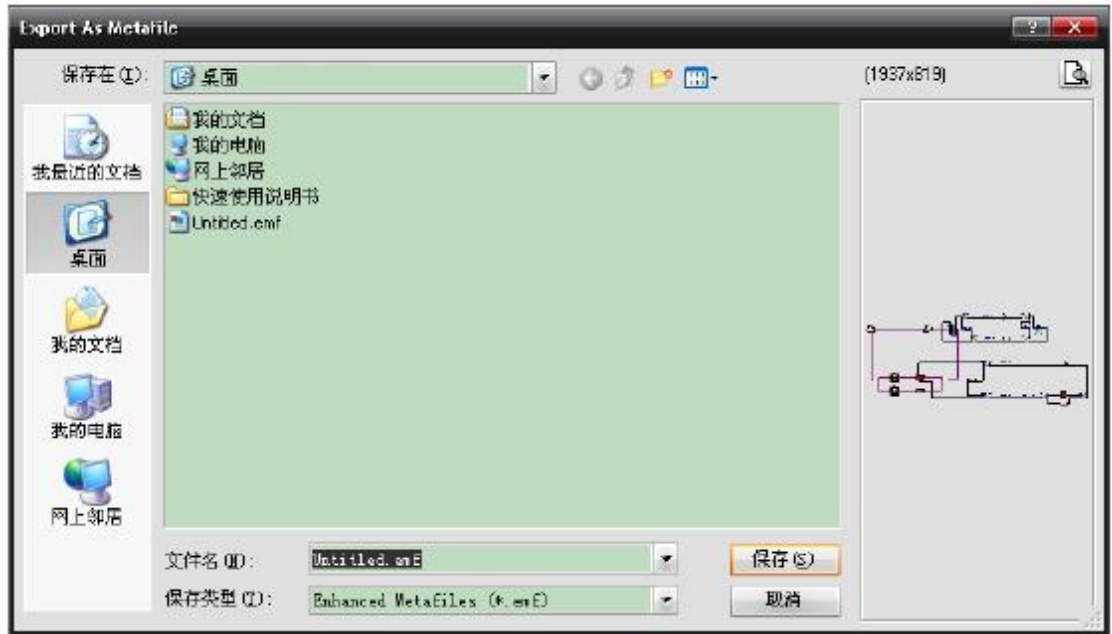 Export As Metafile
保存在(I):
桌面
(1937x819)
我最近的文档
桌面
我的文档
我的电脑
网上邻居
我的文档
我的电脑
网上邻居
快速使用说明书
Untitled.emf
文件名(N):
Untitled.emf
保存(S)
保存类型(T):
Enhanced Metafiles (*.emf)
取消